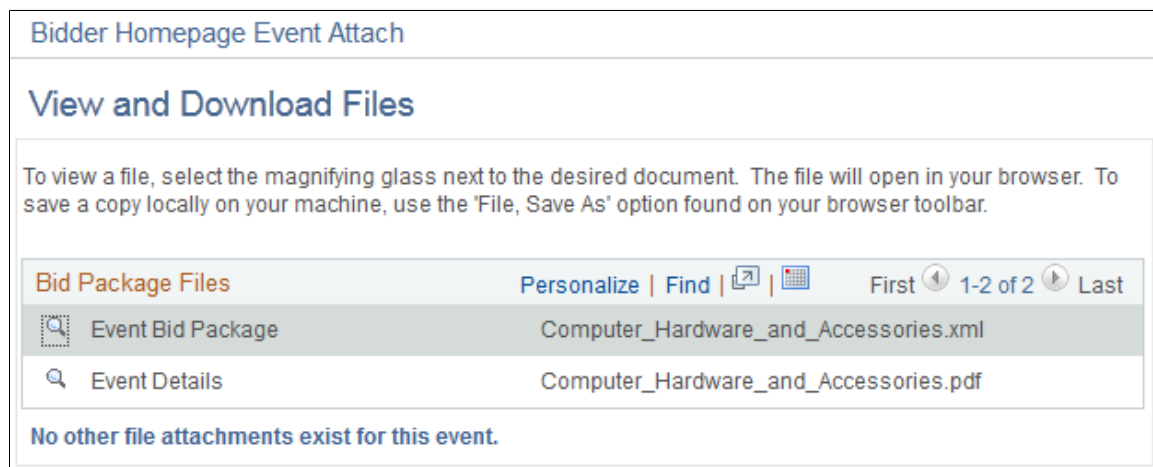 Bidder Homepage Event Attach
View and Download Files
To view a file, select the magnifying glass next to the desired document. The file will open in your browser. To
save a copy locally on your machine, use the 'File, Save As' option found on your browser toolbar.
Bid Package Files Personalize | Find | | First 1-2 of 2 Last
Event Bid Package Computer_Hardware_and_Accessories.xml
Event Details Computer_Hardware_and_Accessories.pdf
No other file attachments exist for this event.